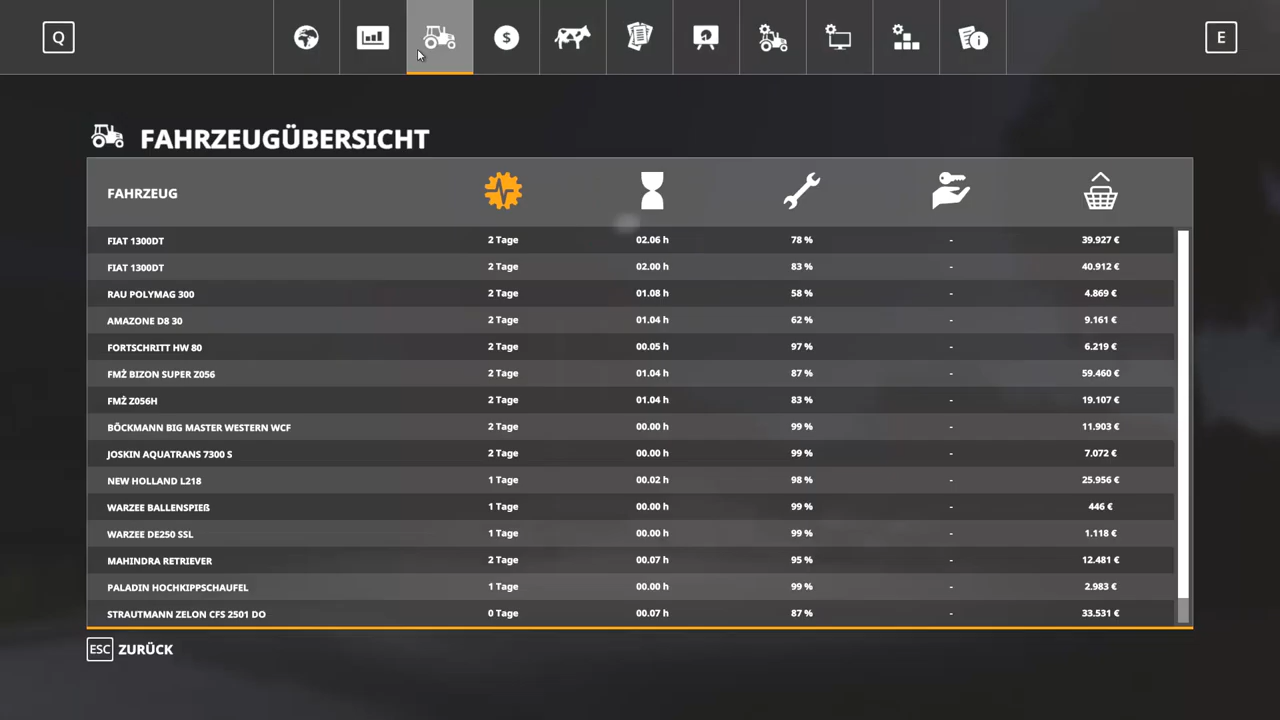 Q
$
E
FAHRZEUGÜBERSICHT
FAHRZEUG
FIAT 1300DT 2 Tage 02.06 h 78 % - 39.927 €
FIAT 1300DT 2 Tage 02.00 h 83 % - 40.912 €
RAU POLYMAG 300 2 Tage 01.08 h 58 % - 4.869 €
AMAZONE D8 30 2 Tage 01.04 h 62 % - 9.161 €
FORTSCHRITT HW 80 2 Tage 00.05 h 97 % - 6.219 €
FMŻ BIZON SUPER Z056 2 Tage 01.04 h 87 % - 59.460 €
FMŻ Z056H 2 Tage 01.04 h 83 % - 19.107 €
BÖCKMANN BIG MASTER WESTERN WCF 2 Tage 00.00 h 99 % - 11.903 €
JOSKIN AQUATRANS 7300 S 2 Tage 00.00 h 99 % - 7.072 €
NEW HOLLAND L218 1 Tage 00.02 h 98 % - 25.956 €
WARZEE BALLENSPIEß 1 Tage 00.00 h 99 % - 446 €
WARZEE DE250 SSL 1 Tage 00.00 h 99 % - 1.118 €
MAHINDRA RETRIEVER 2 Tage 00.07 h 95 % - 12.481 €
PALADIN HOCHKIPPSCHAUFEL 1 Tage 00.00 h 99 % - 2.983 €
STRAUTMANN ZELON CFS 2501 DO 0 Tage 00.07 h 87 % - 33.531 €
ESC ZURÜCK